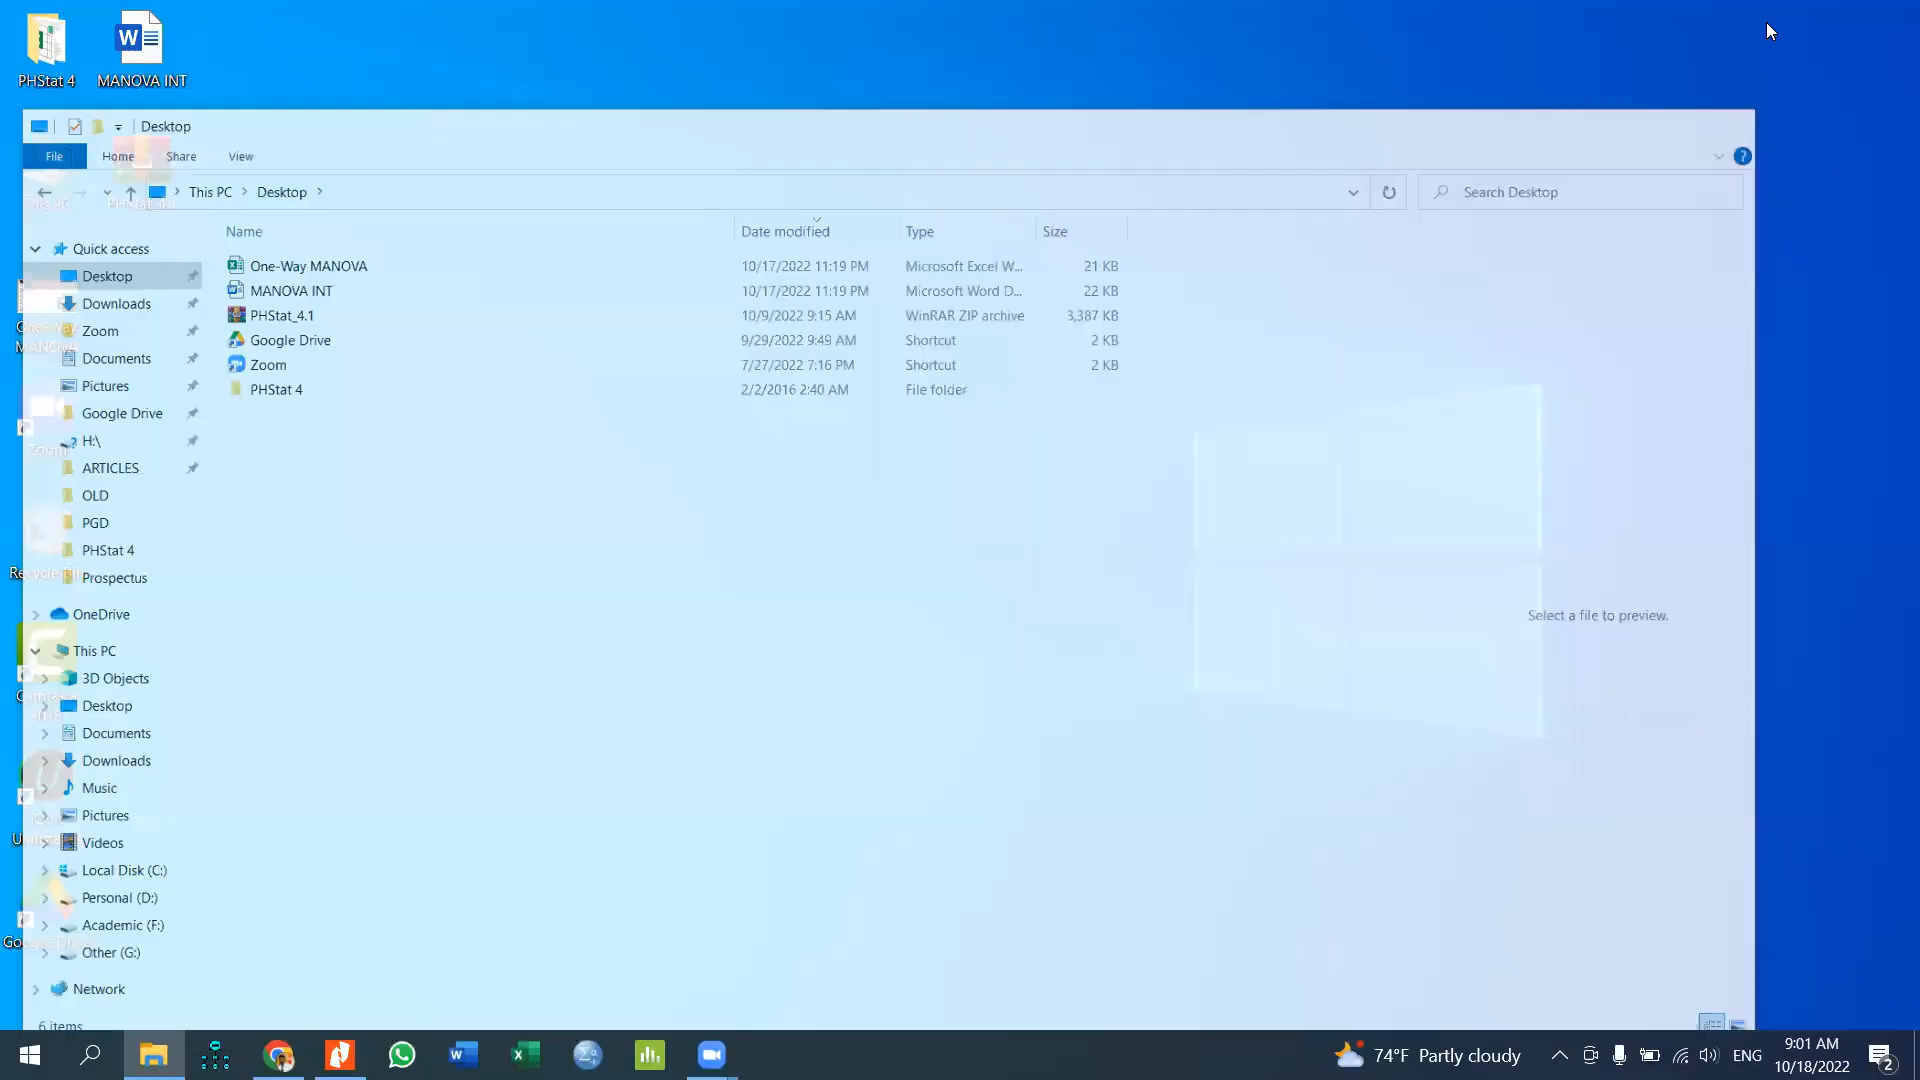 PHStat 4
MANOVA INT
Desktop
File
Home
Share
View
This PC
Desktop
Search Desktop
Name
Date modified
Type
Size
Quick access
Desktop
Downloads
Zoom
Documents
Pictures
Google Drive
H:\
ARTICLES
OLD
PGD
PHStat 4
Prospectus
OneDrive
This PC
3D Objects
Desktop
Documents
Downloads
Music
Pictures
Videos
Local Disk (C:)
Personal (D:)
Academic (F:)
Other (G:)
Network
One-Way MANOVA 10/17/2022 11:19 PM Microsoft Excel W... 21 KB
MANOVA INT 10/17/2022 11:19 PM Microsoft Word D... 22 KB
PHStat_4.1 10/9/2022 9:15 AM WinRAR ZIP archive 3,387 KB
Google Drive 9/29/2022 9:49 AM Shortcut 2 KB
Zoom 7/27/2022 7:16 PM Shortcut 2 KB
PHStat 4 2/2/2016 2:40 AM File folder
Select a file to preview.
6 items
74°F Partly cloudy
ENG
9:01 AM
10/18/2022
2